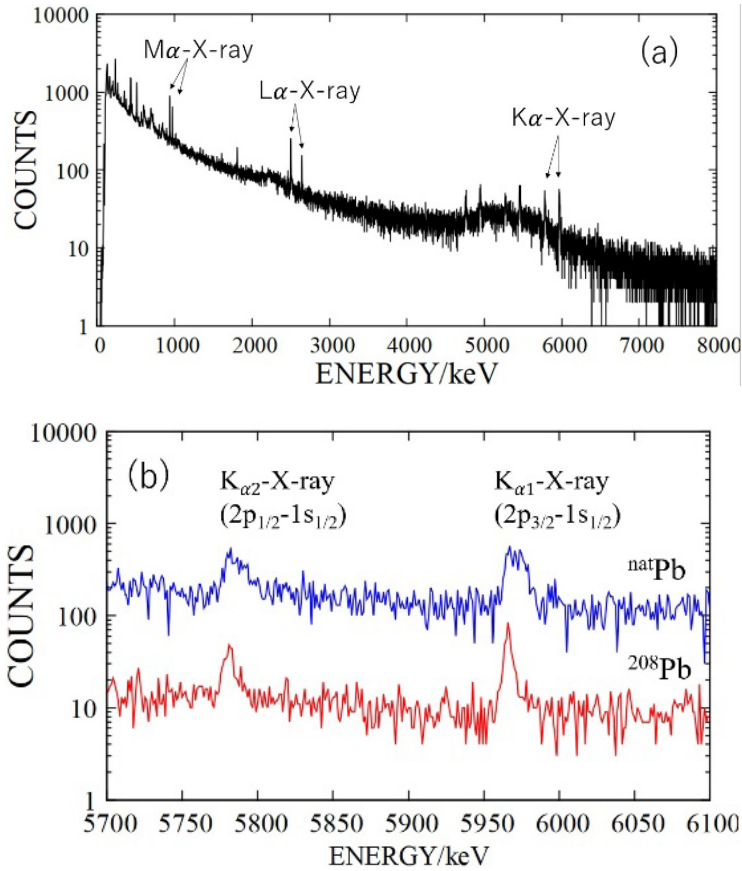 10000
(a)
Mα-X-ray
1000
Lα-X-ray
Kα-X-ray
100
10
1
COUNTS
0 1000 2000 3000 4000 5000 6000 7000 8000
ENERGY/keV
10000
(b)
Kα2-X-ray
(2p1/2-1s1/2)
Kα1-X-ray
(2p3/2-1s1/2)
1000
natPb
100
208Pb
10
1
COUNTS
5700 5750 5800 5850 5900 5950 6000 6050 6100
ENERGY/keV